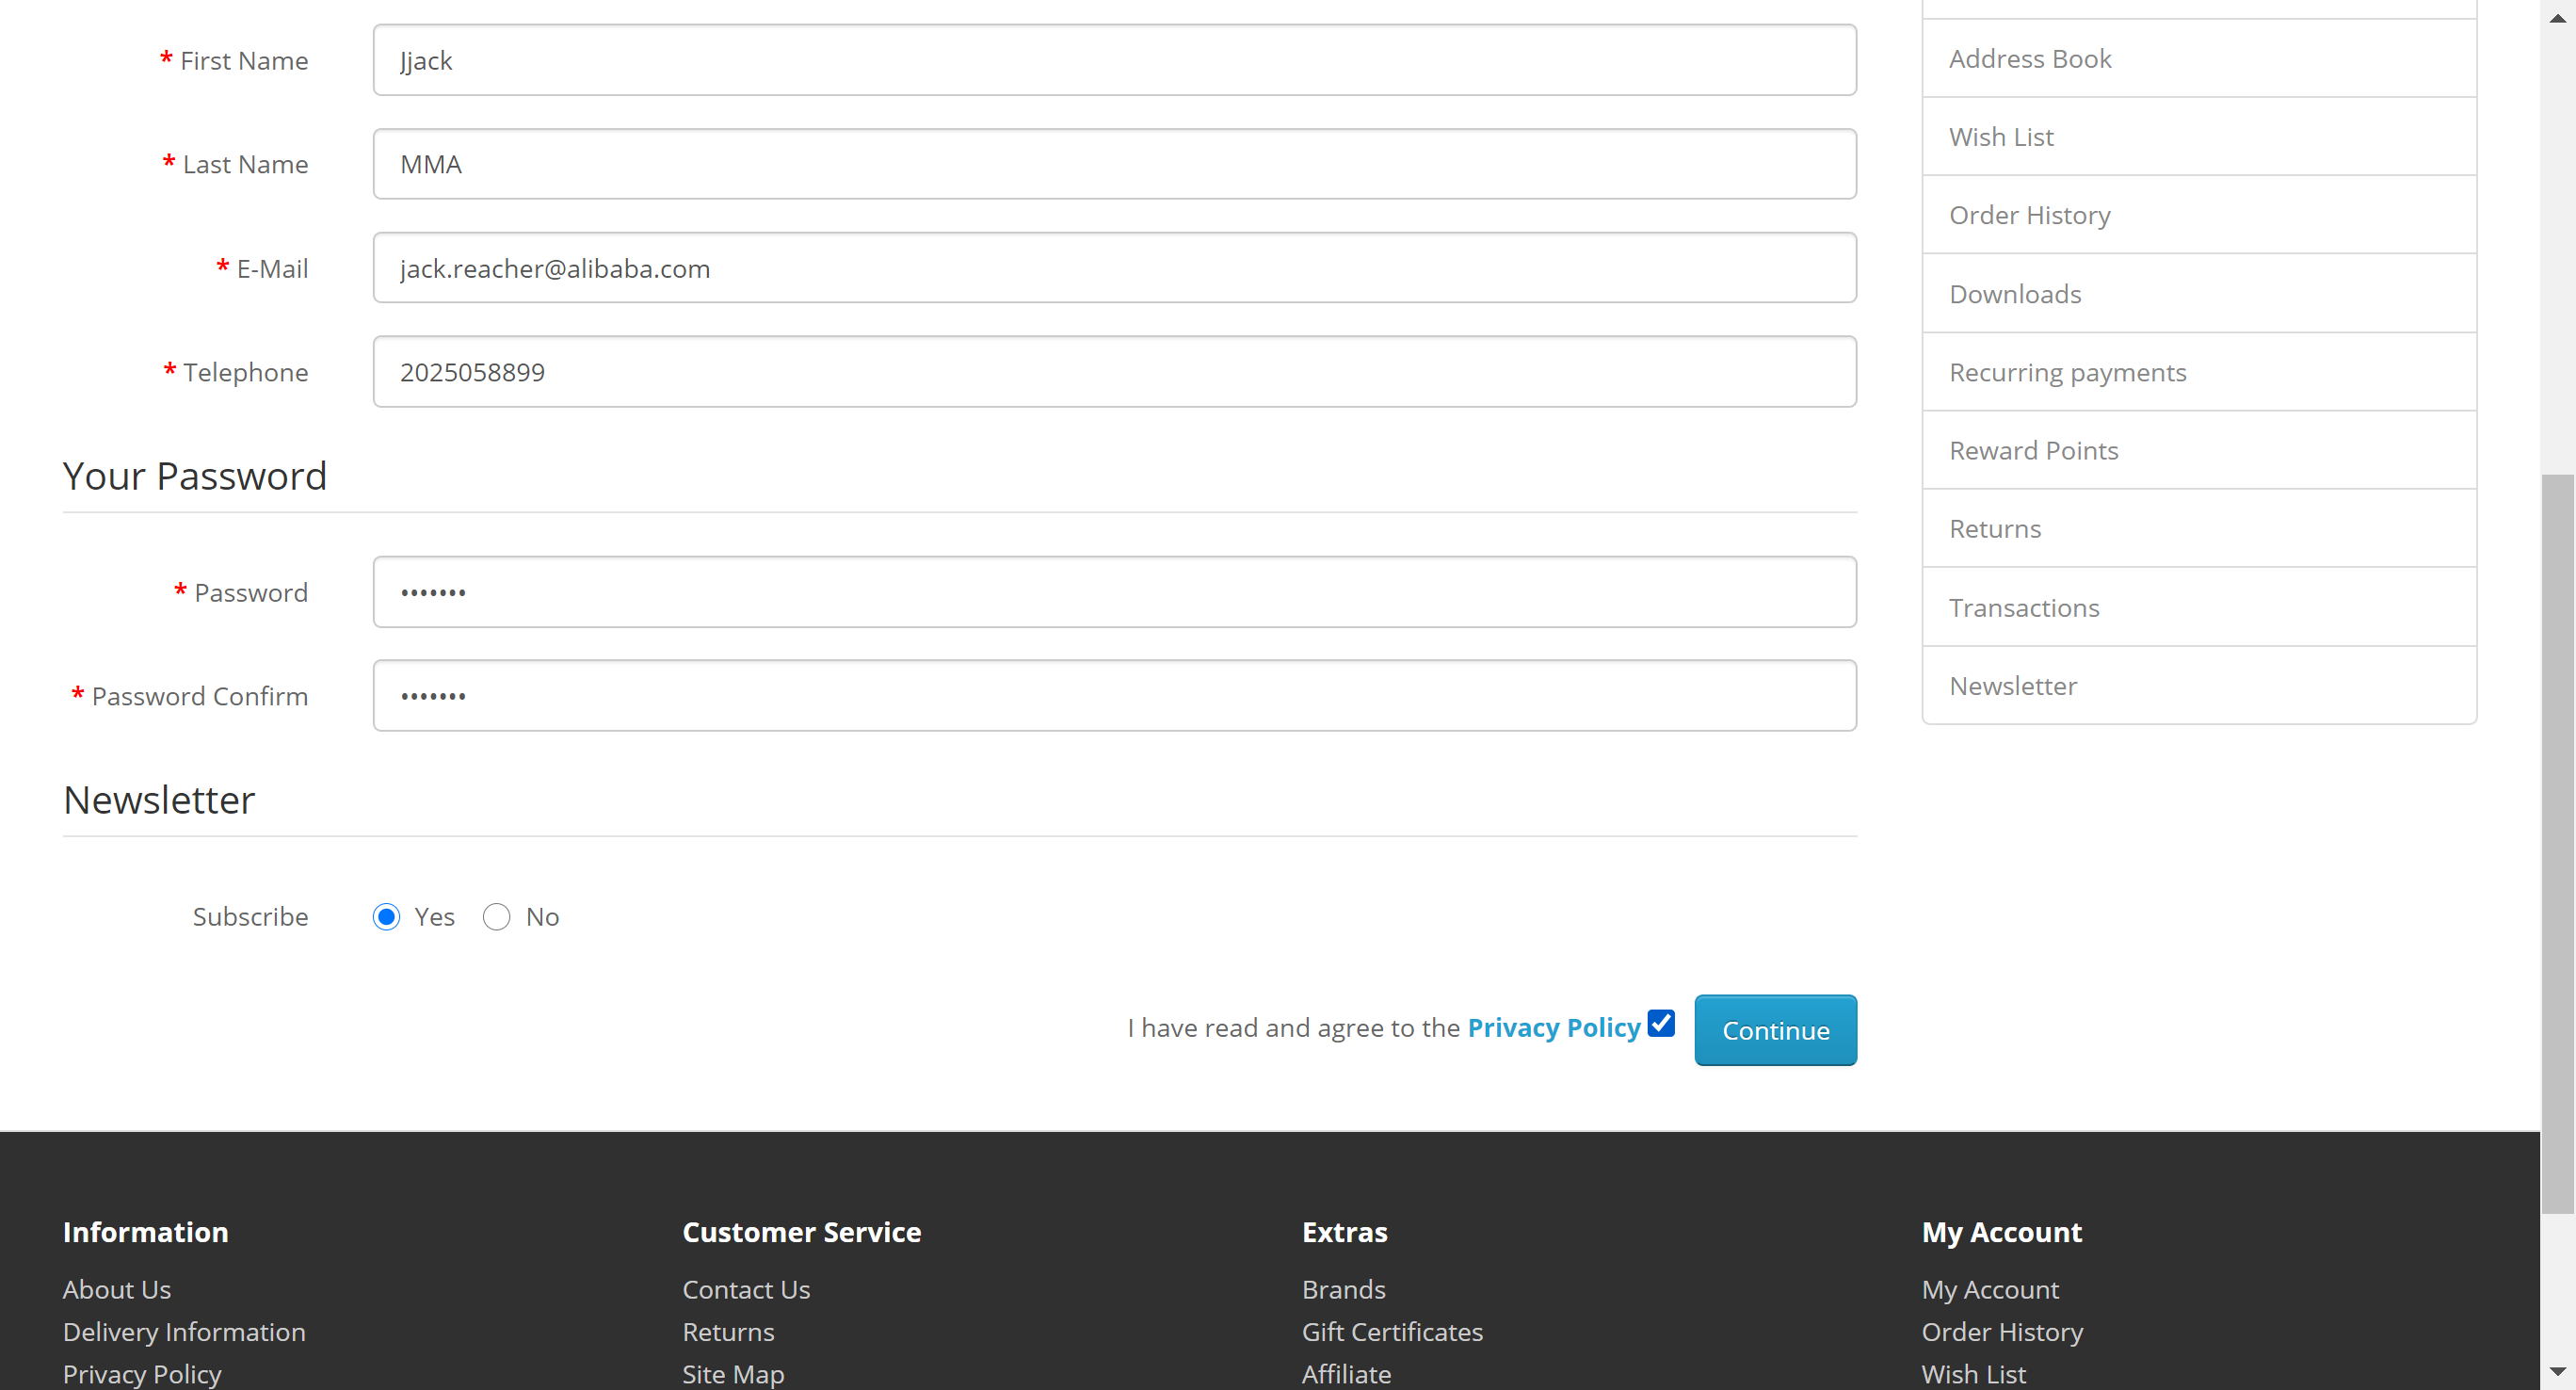 * First Name
Jjack
* Last Name
MMA
* E-Mail
jack.reacher@alibaba.com
* Telephone
2025058899
Your Password
* Password
•••••••
* Password Confirm
•••••••
Newsletter
Subscribe
Yes No
I have read and agree to the Privacy Policy
Continue
Address Book
Wish List
Order History
Downloads
Recurring payments
Reward Points
Returns
Transactions
Newsletter
Information
About Us
Delivery Information
Privacy Policy
Customer Service
Contact Us
Returns
Site Map
Extras
Brands
Gift Certificates
Affiliate
My Account
My Account
Order History
Wish List